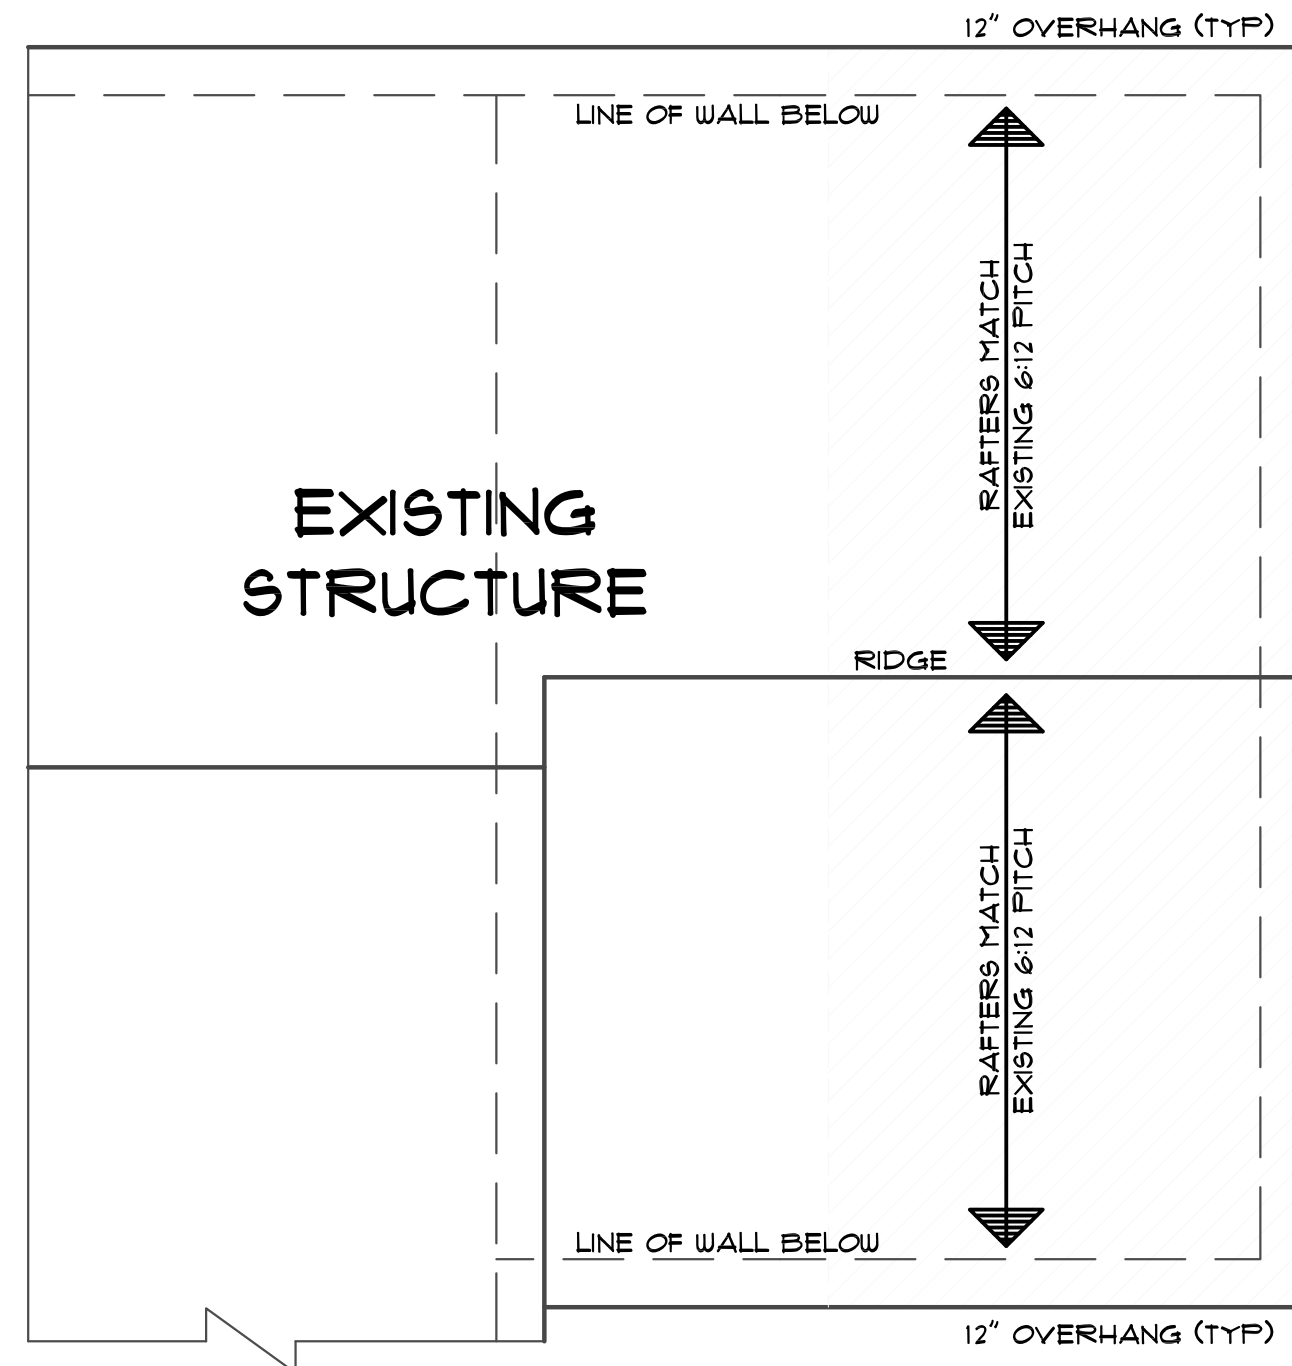 12" OVERHANG (TYP)
LINE OF WALL BELOW
RAFTERS MATCH
EXISTING 6:12 PITCH
EXISTING
STRUCTURE
RIDGE
RAFTERS MATCH
EXISTING 6:12 PITCH
LINE OF WALL BELOW
12" OVERHANG (TYP)